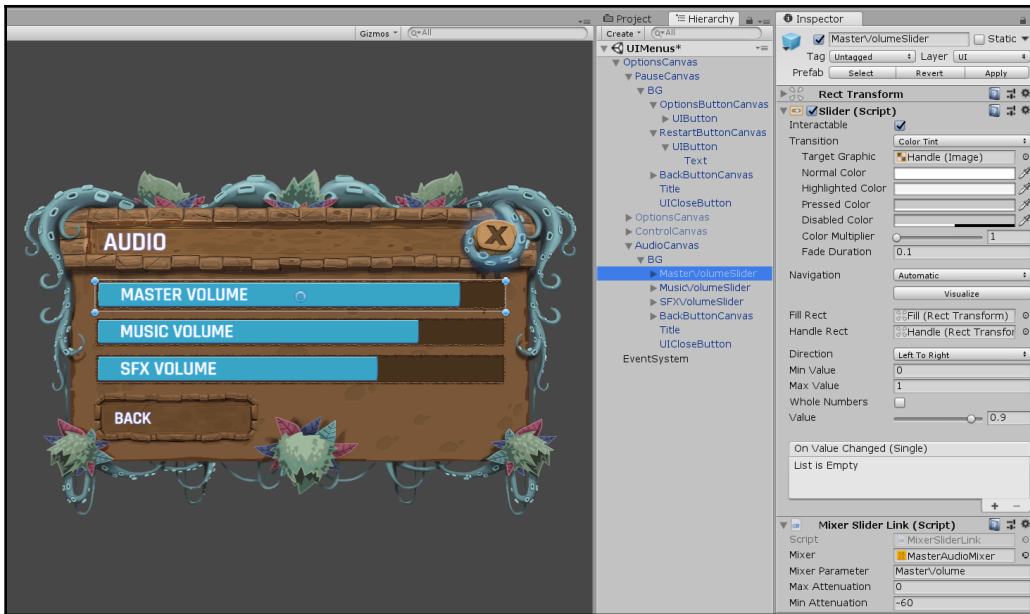 Gizmos
All
AUDIO
X
MASTER VOLUME
MUSIC VOLUME
SFX VOLUME
BACK
Project
Hierarchy
Create
All
UIMenus*
OptionsCanvas
PauseCanvas
BG
OptionsButtonCanvas
UIButton
RestartButtonCanvas
UIButton
Text
BackButtonCanvas
Title
UICloseButton
OptionsCanvas
ControlCanvas
AudioCanvas
BG
MasterVolumeSlider
MusicVolumeSlider
SFXVolumeSlider
BackButtonCanvas
Title
UICloseButton
EventSystem
Inspector
MasterVolumeSlider Static
Tag Untagged Layer UI
Prefab Select Revert Apply
Rect Transform
Slider (Script)
Interactable
Transition Color Tint
Target Graphic Handle (Image)
Normal Color
Highlighted Color
Pressed Color
Disabled Color
Color Multiplier 1
Fade Duration 0.1
Navigation Automatic
Visualize
Fill Rect Fill (Rect Transform)
Handle Rect Handle (Rect Transfor
Direction Left To Right
Min Value 0
Max Value 1
Whole Numbers
Value 0.9
On Value Changed (Single)
List is Empty
+ −
Mixer Slider Link (Script)
Script MixerSliderLink
Mixer MasterAudioMixer
Mixer Parameter MasterVolume
Max Attenuation 0
Min Attenuation -60